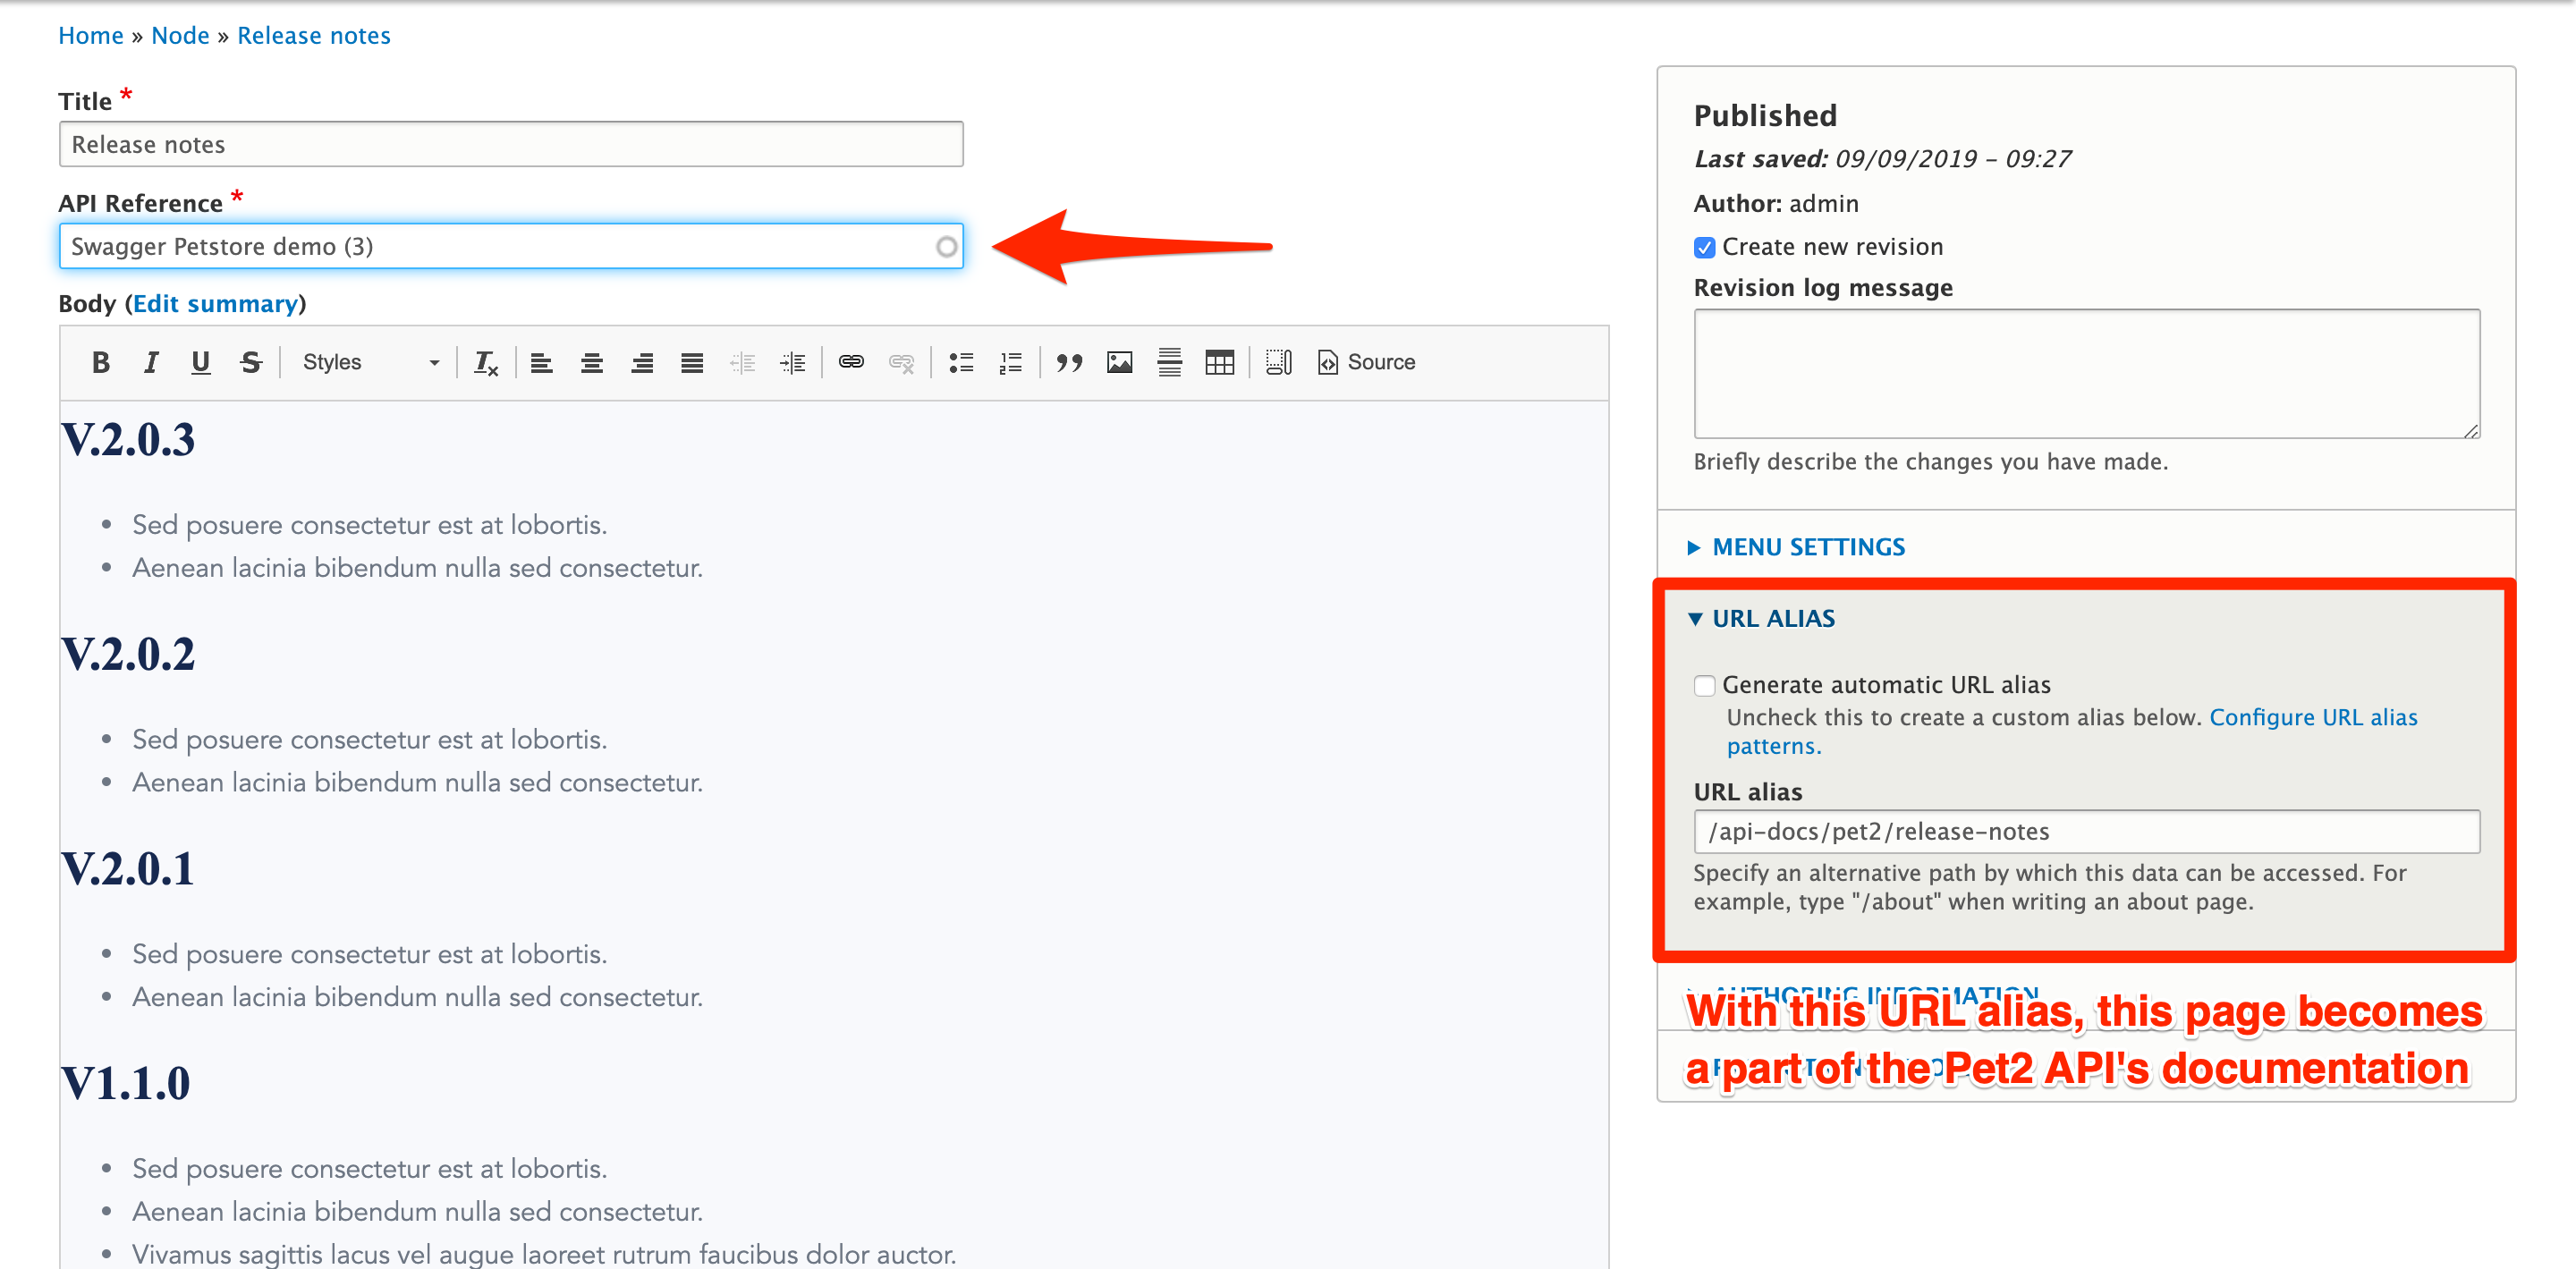 Home » Node » Release notes
Title *
Release notes
API Reference *
Swagger Petstore demo (3)
Body (Edit summary)
B I U S Styles Source
V.2.0.3
• Sed posuere consectetur est at lobortis.
• Aenean lacinia bibendum nulla sed consectetur.
V.2.0.2
• Sed posuere consectetur est at lobortis.
• Aenean lacinia bibendum nulla sed consectetur.
V.2.0.1
• Sed posuere consectetur est at lobortis.
• Aenean lacinia bibendum nulla sed consectetur.
V1.1.0
• Sed posuere consectetur est at lobortis.
• Aenean lacinia bibendum nulla sed consectetur.
• Vivamus sagittis lacus vel augue laoreet rutrum faucibus dolor auctor.
Published
Last saved: 09/09/2019 – 09:27
Author: admin
Create new revision
Revision log message
Briefly describe the changes you have made.
MENU SETTINGS
URL ALIAS
Generate automatic URL alias
Uncheck this to create a custom alias below. Configure URL alias
patterns.
URL alias
/api-docs/pet2/release-notes
Specify an alternative path by which this data can be accessed. For
example, type "/about" when writing an about page.
AUTHORING INFORMATION
With this URL alias, this page becomes
a part of the Pet2 API's documentation